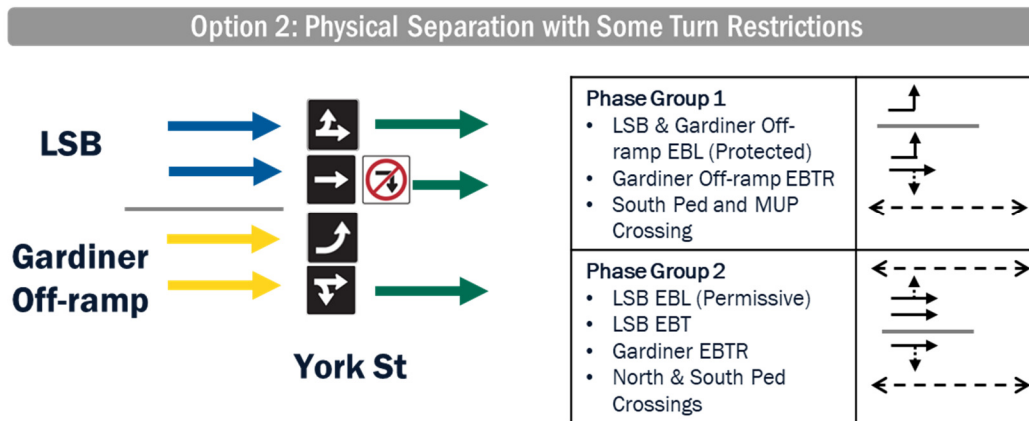 Option 2: Physical Separation with Some Turn Restrictions
LSB
Gardiner
Off-ramp
York St
Phase Group 1
• LSB & Gardiner Off-
ramp EBL (Protected)
• Gardiner Off-ramp EBTR
• South Ped and MUP
Crossing
Phase Group 2
• LSB EBL (Permissive)
• LSB EBT
• Gardiner EBTR
• North & South Ped
Crossings